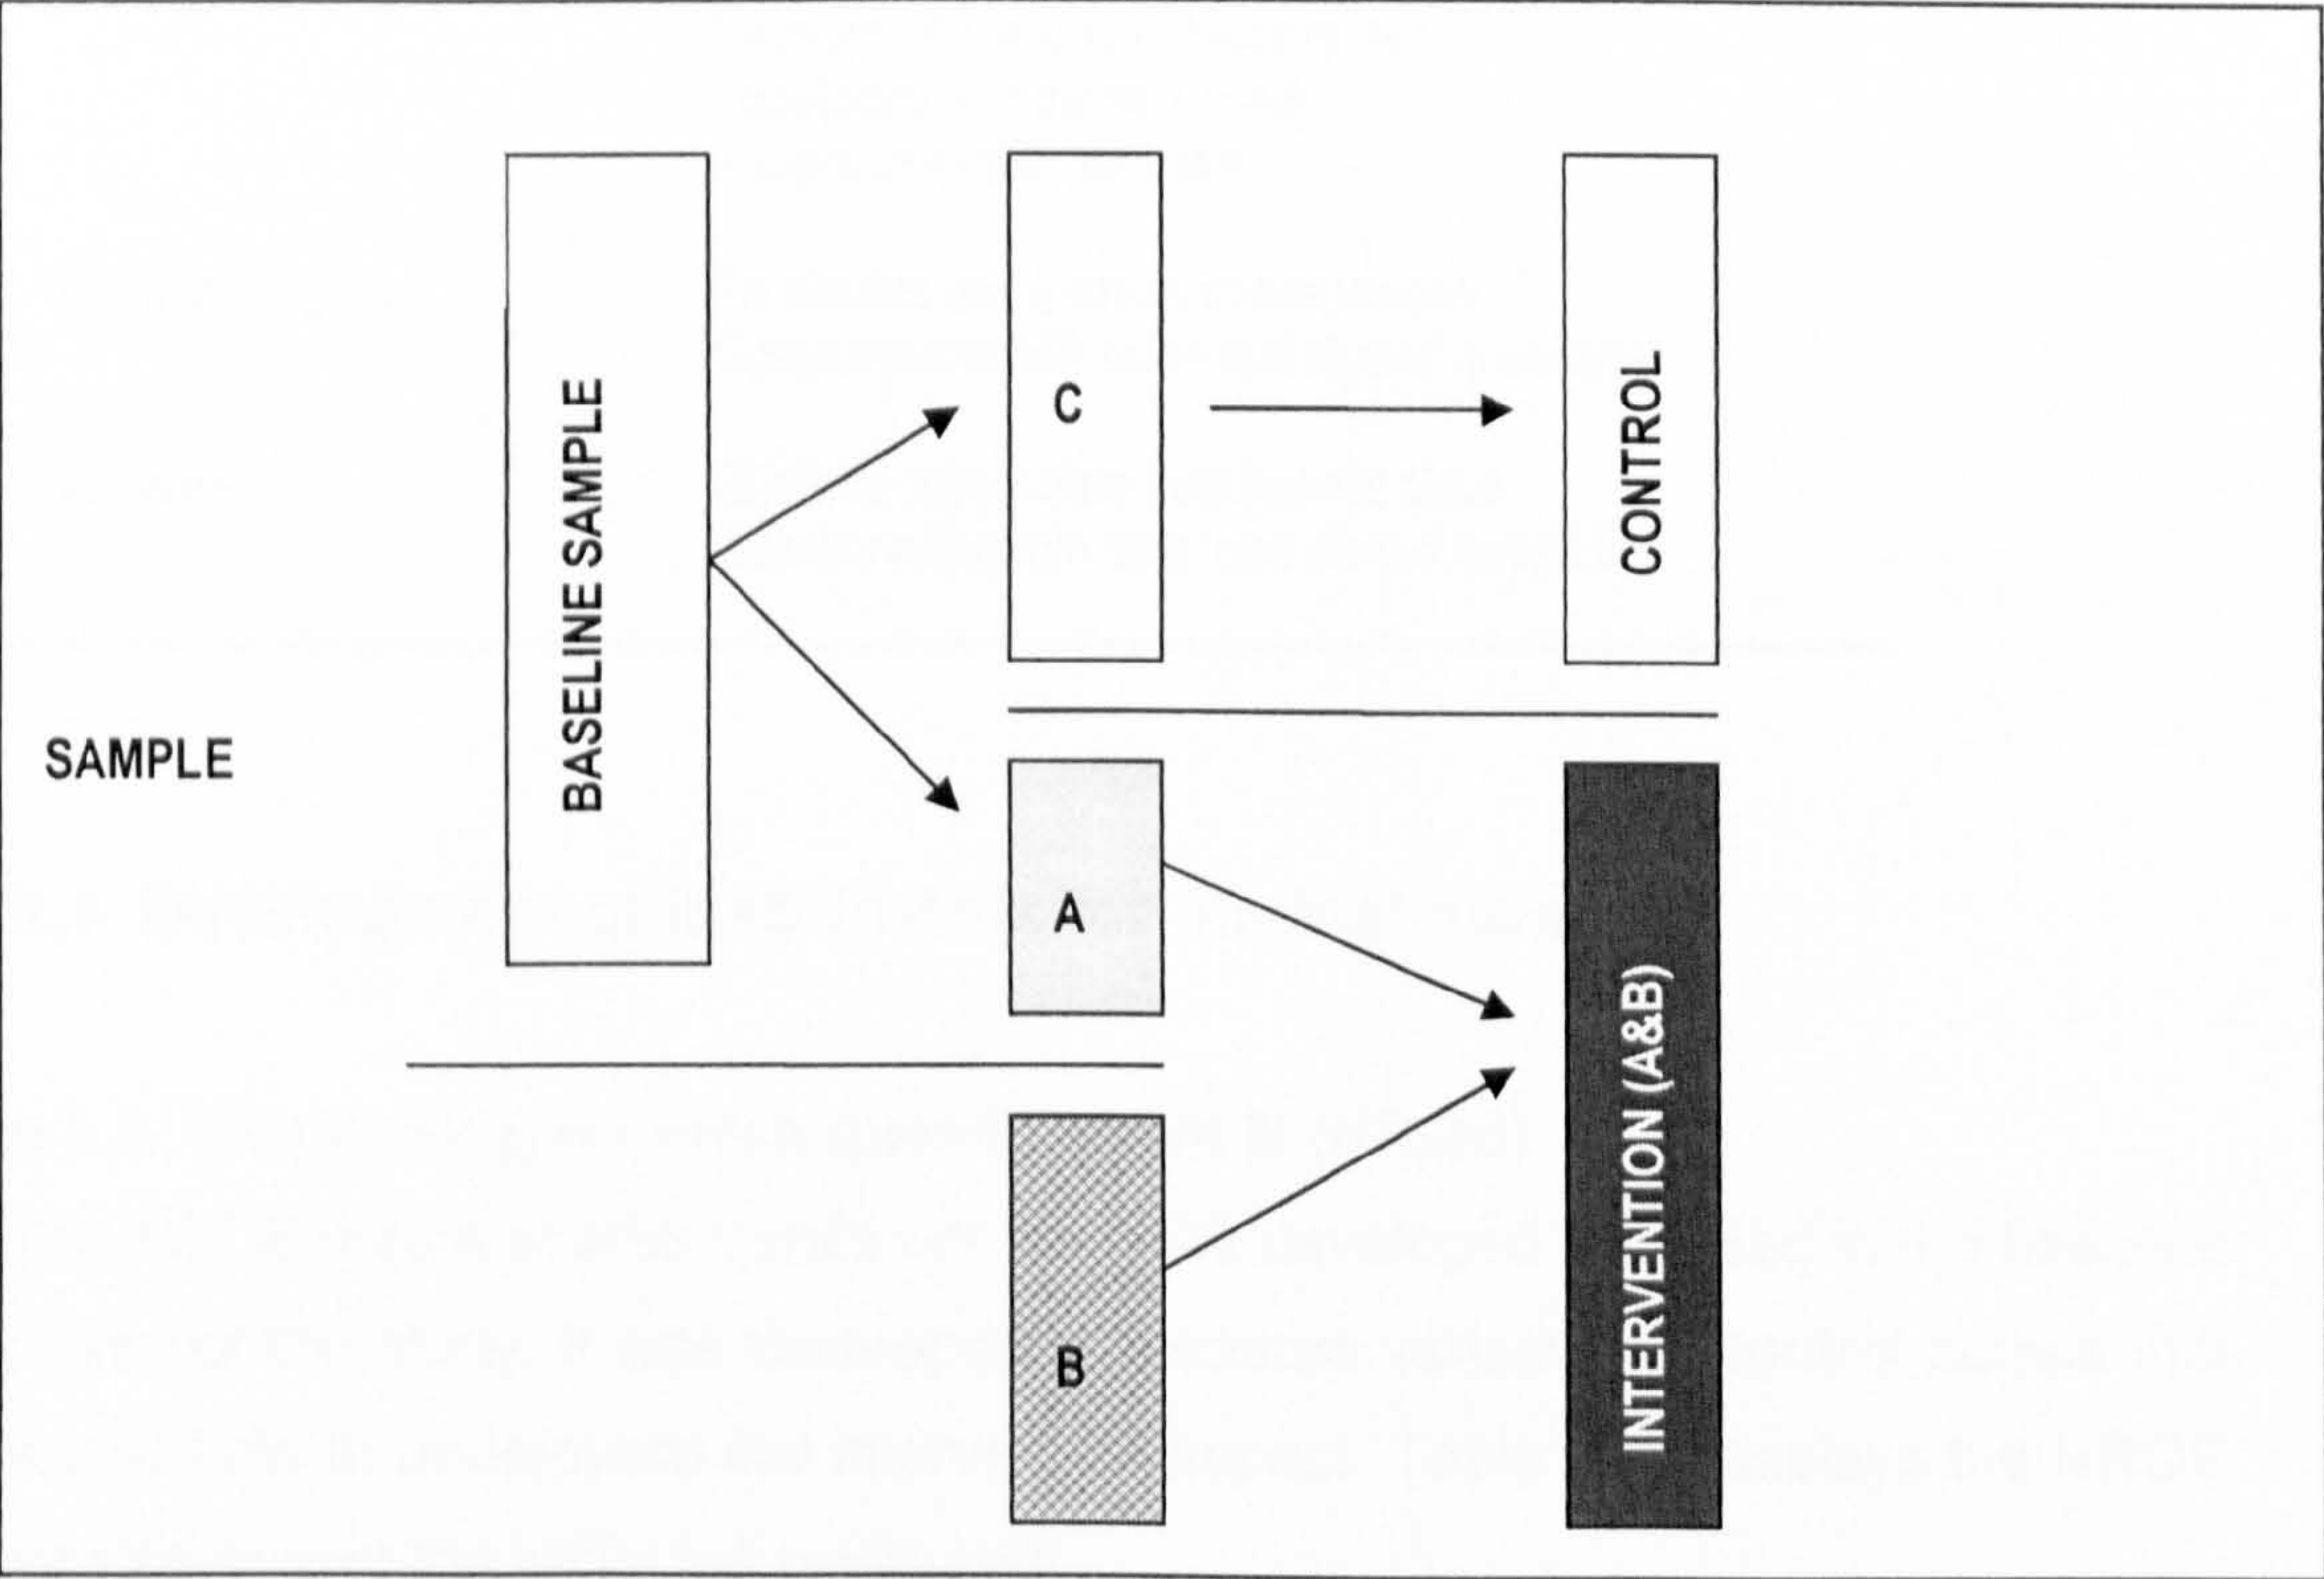 SAMPLE
BASELINE SAMPLE
C
CONTROL
A
B
INTERVENTION (A&B)